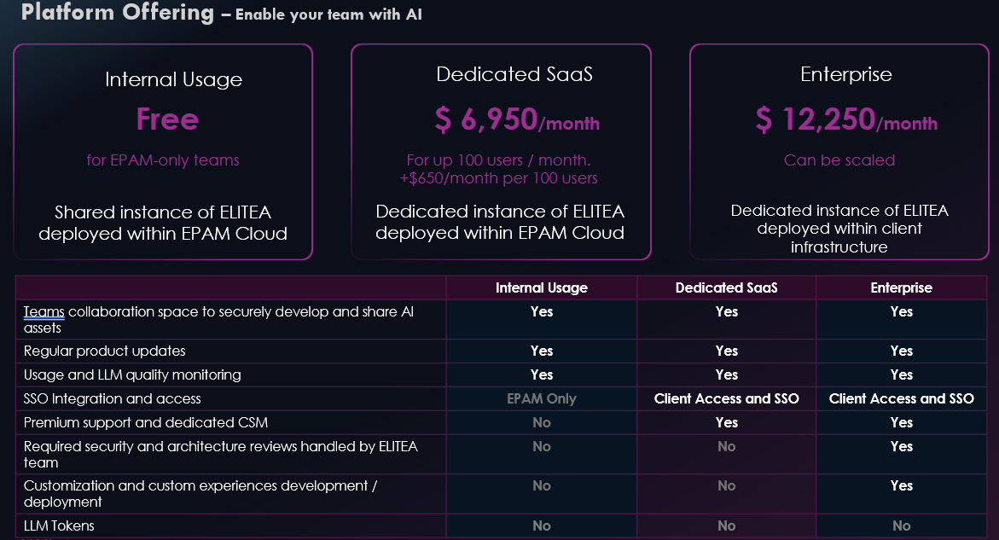 Platform Offering – Enable your team with AI
Internal Usage
Free
for EPAM-only teams
Shared instance of ELITEA
deployed within EPAM Cloud
Dedicated SaaS
$ 6,950/month
For up 100 users / month.
+$650/month per 100 users
Dedicated instance of ELITEA
deployed within EPAM Cloud
Enterprise
$ 12,250/month
Can be scaled
Dedicated instance of ELITEA
deployed within client
infrastructure
Internal Usage Dedicated SaaS Enterprise
Teams collaboration space to securely develop and share AI
assets
Yes Yes Yes
Regular product updates Yes Yes Yes
Usage and LLM quality monitoring Yes Yes Yes
SSO Integration and access EPAM Only Client Access and SSO Client Access and SSO
Premium support and dedicated CSM No Yes Yes
Required security and architecture reviews handled by ELITEA
team
No No Yes
Customization and custom experiences development /
deployment
No No Yes
LLM Tokens No No No